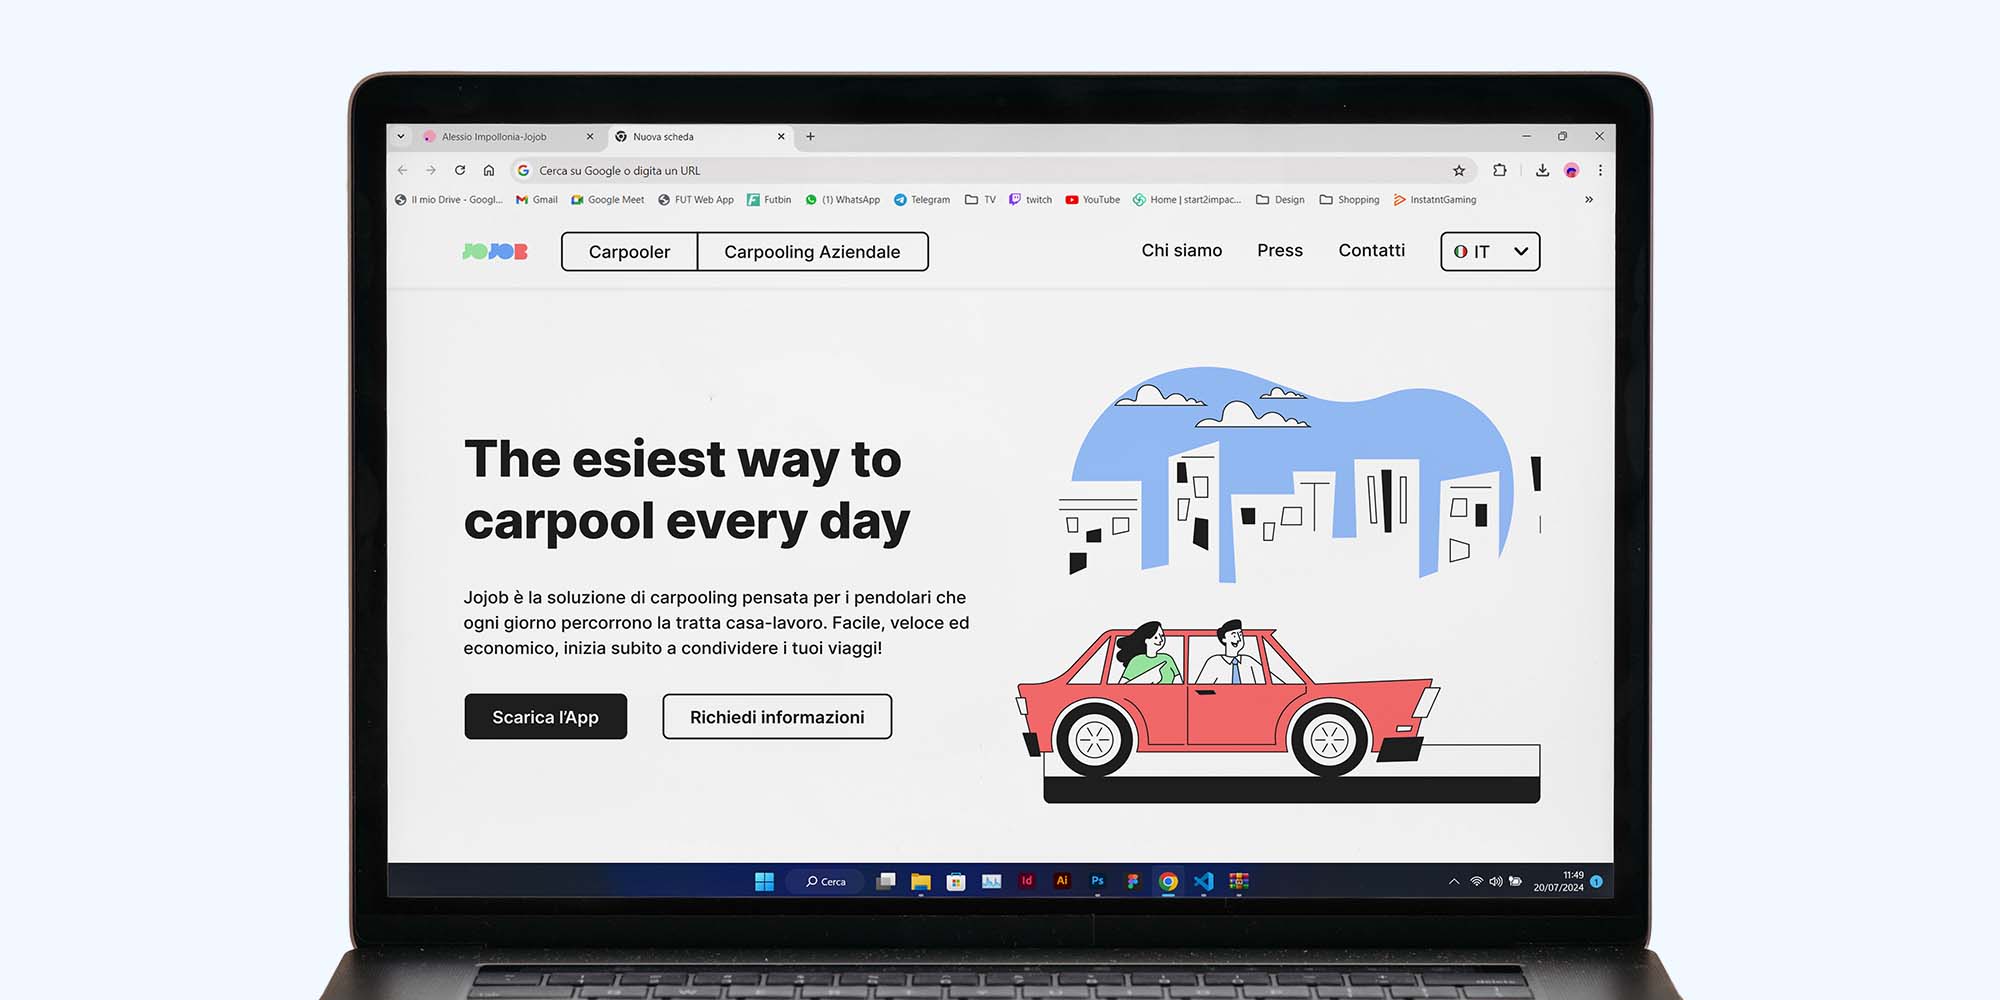 Alessio Impollonia-Jojob
Nuova scheda
Cerca su Google o digita un URL
Il mio Drive - Googl...
Gmail
Google Meet
FUT Web App
Futbin
(1) WhatsApp
Telegram
TV
twitch
YouTube
Home | start2impac...
Design
Shopping
InstatntGaming
JOJOB
Carpooler
Carpooling Aziendale
Chi siamo
Press
Contatti
IT
The esiest way to
carpool every day
Jojob è la soluzione di carpooling pensata per i pendolari che
ogni giorno percorrono la tratta casa-lavoro. Facile, veloce ed
economico, inizia subito a condividere i tuoi viaggi!
Scarica l'App
Richiedi informazioni
Cerca
Id
Ai
Ps
11:49
20/07/2024
1